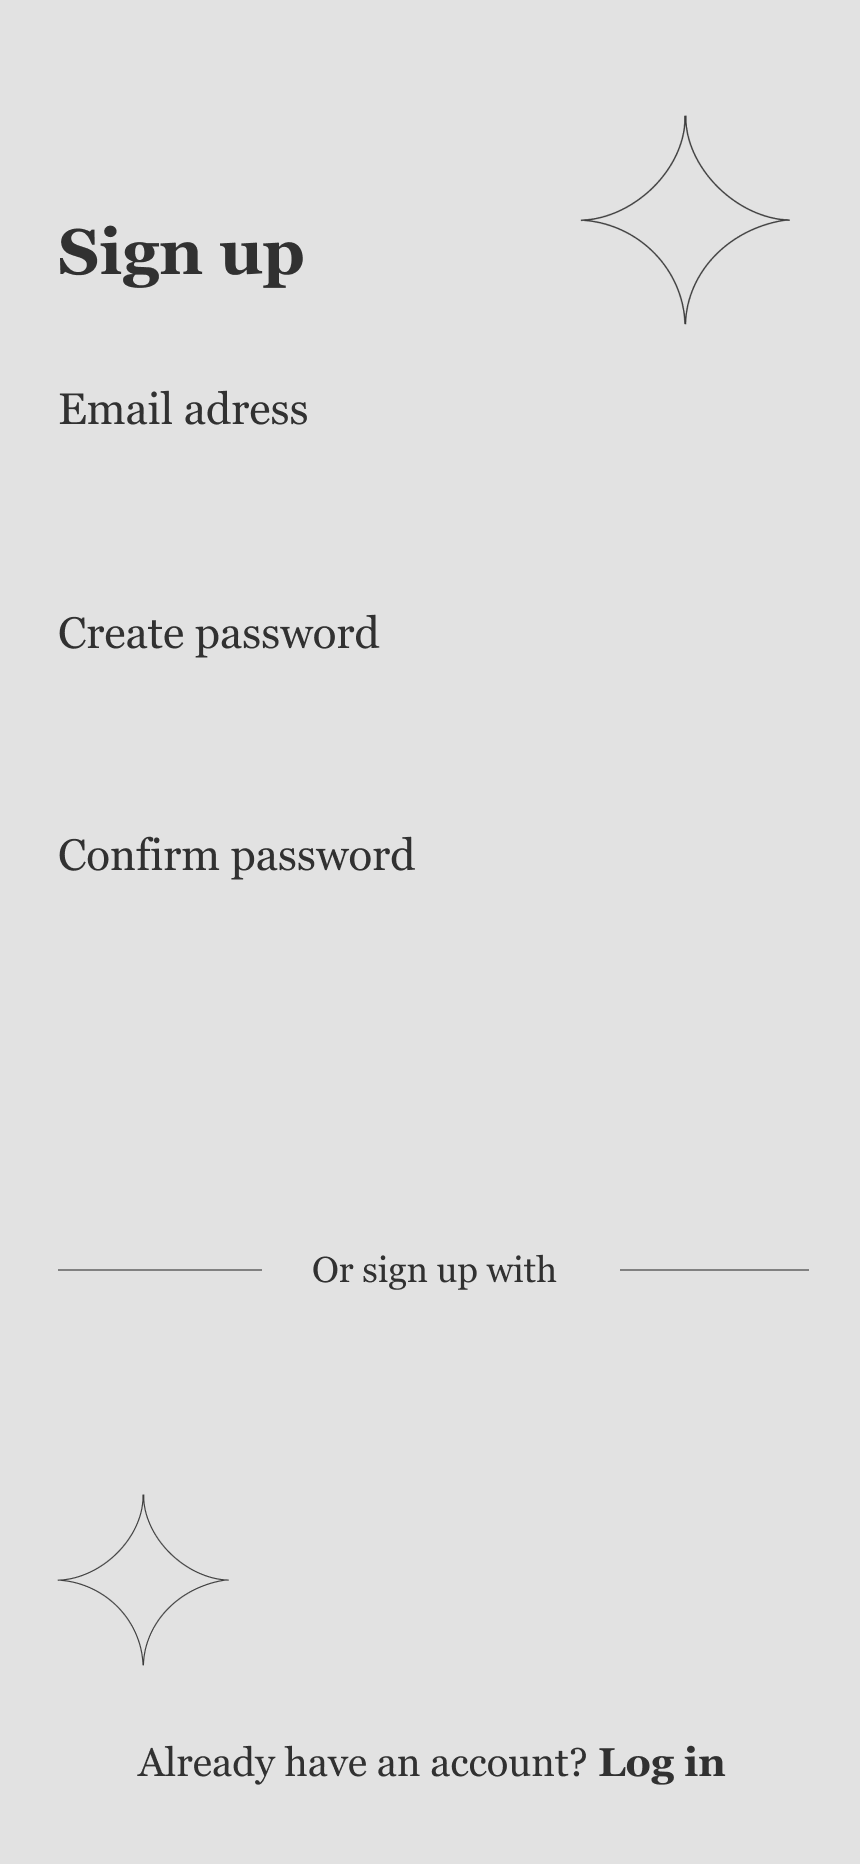 Sign up
Email adress
Create password
Confirm password
Or sign up with
Already have an account? Log in